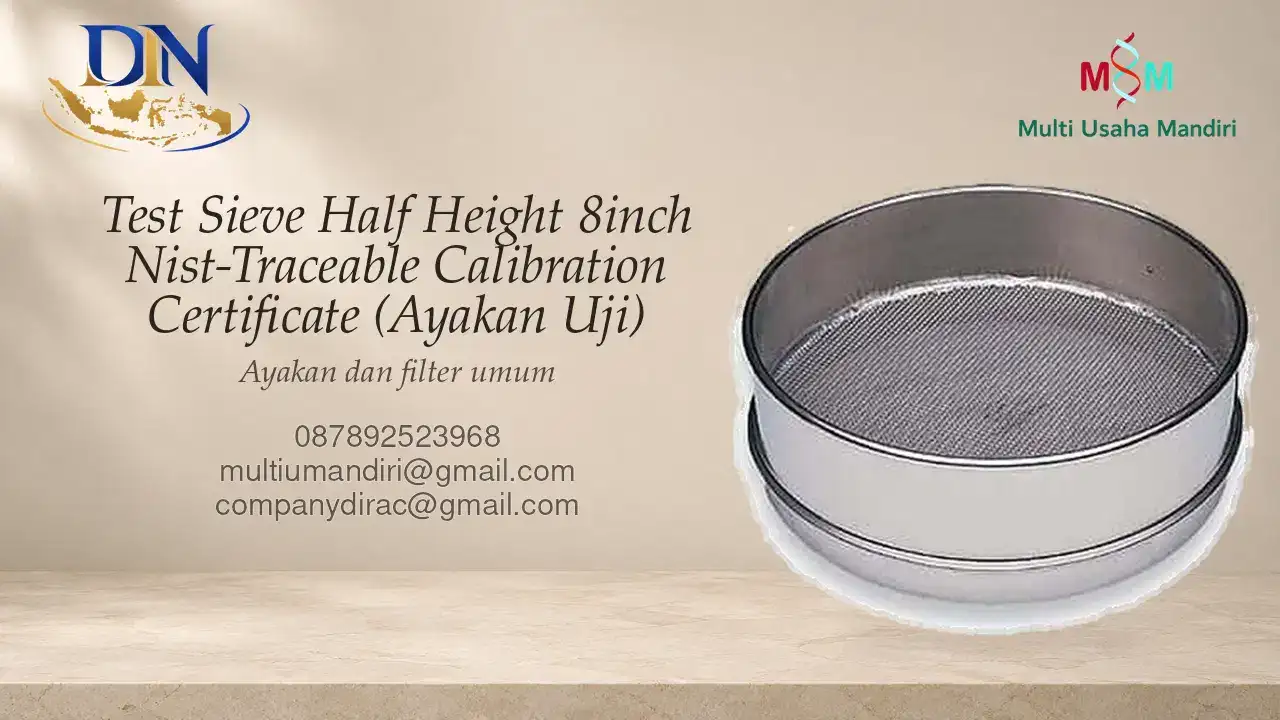 DN
M M
Multi Usaha Mandiri
Test Sieve Half Height 8inch
Nist-Traceable Calibration
Certificate (Ayakan Uji)
Ayakan dan filter umum
087892523968
multiumandiri@gmail.com
companydirac@gmail.com